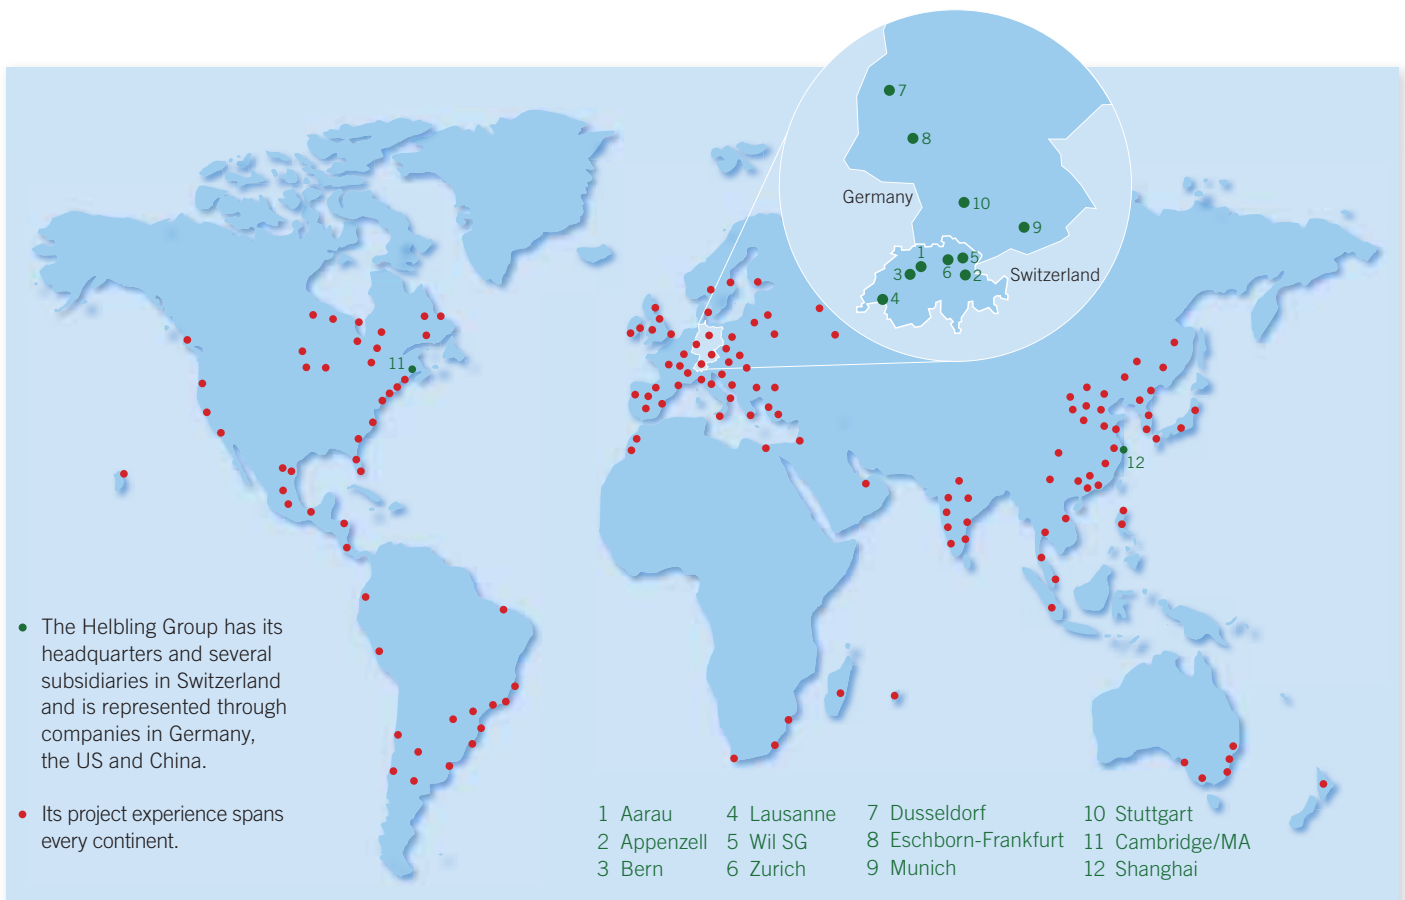 7
8
Germany
10
9
1
5
3
6
2
Switzerland
4
11
12
• The Helbling Group has its
headquarters and several
subsidiaries in Switzerland
and is represented through
companies in Germany,
the US and China.
• Its project experience spans
every continent.
1 Aarau
2 Appenzell
3 Bern
4 Lausanne
5 Wil SG
6 Zurich
7 Dusseldorf
8 Eschborn-Frankfurt
9 Munich
10 Stuttgart
11 Cambridge/MA
12 Shanghai